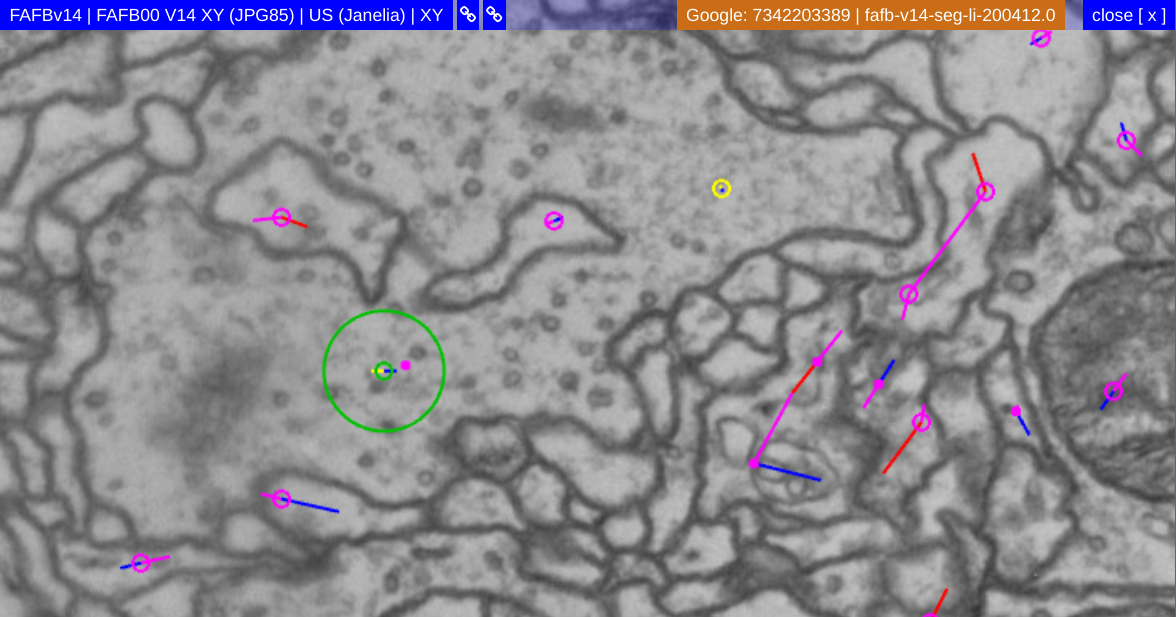 FAFBv14 | FAFB00 V14 XY (JPG85) | US (Janelia) | XY
Google: 7342203389 | fafb-v14-seg-li-200412.0
close [ x ]